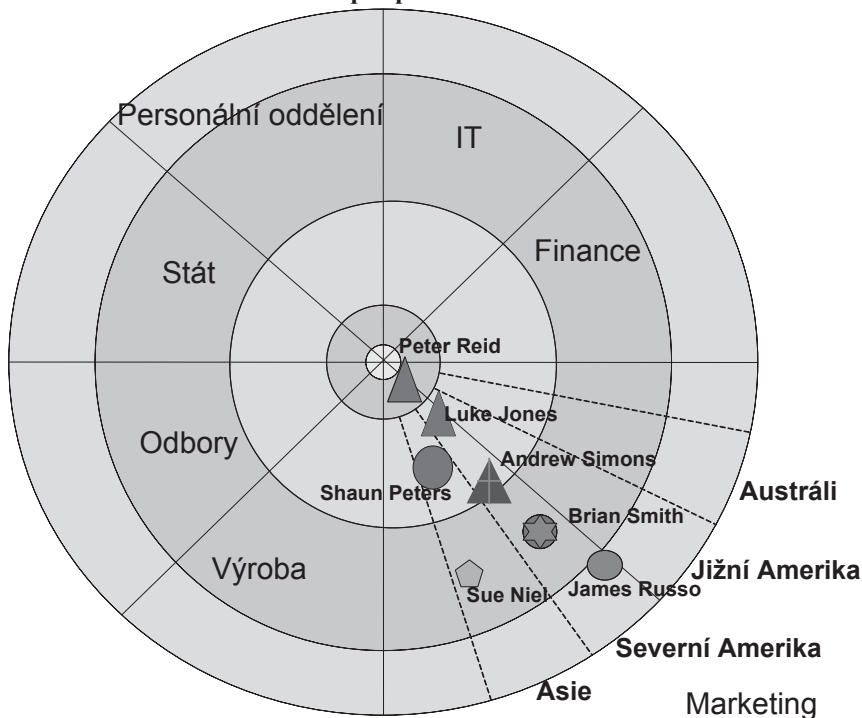 Personální oddělení
IT
Finance
Stát
Peter Reid
Luke Jones
Odbory
Andrew Simons
Shaun Peters
Austráli
Brian Smith
Výroba
Jižní Amerika
Sue Niel
James Russo
Severní Amerika
Asie
Marketing